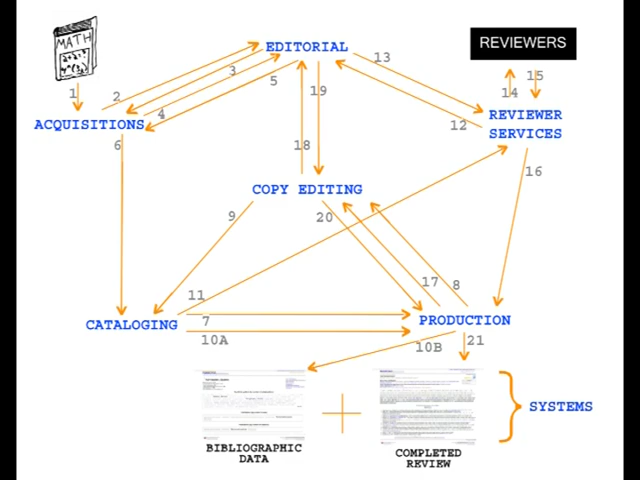 MATH
EDITORIAL
REVIEWERS
13
3
2
5
15
14
1
19
4
ACQUISITIONS
12
REVIEWER
SERVICES
6
18
16
COPY EDITING
9
20
17
8
11
7
CATALOGING
PRODUCTION
10A
10B
21
SYSTEMS
BIBLIOGRAPHIC
DATA
COMPLETED
REVIEW